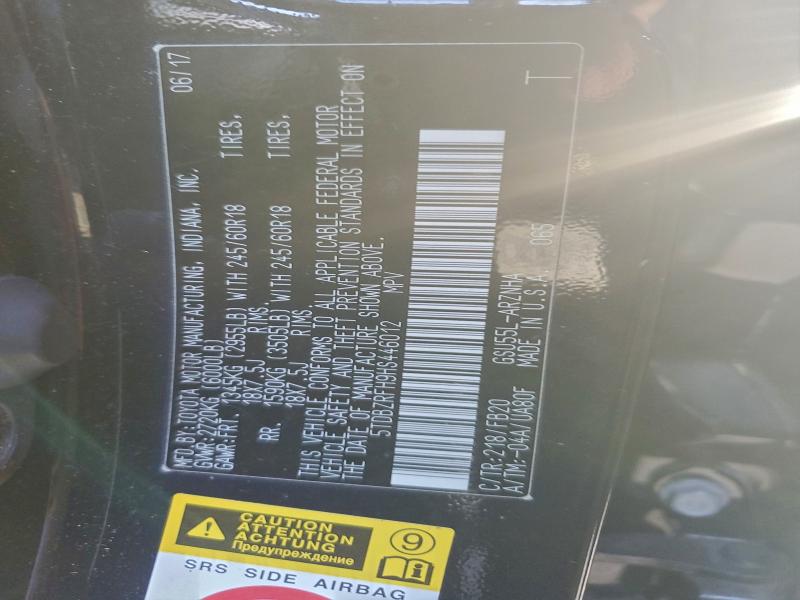 MFD.BY:TOYOTA MOTOR MANUFACTURING, INDIANA, INC. 06/17
GVWR:2720KG (6000LB)
GAWR:FRT. 1345KG (2955LB) WITH 245/60R18 TIRES,
18X7.5J RIMS.
RR. 1590KG (3505LB) WITH 245/60R18 TIRES,
18X7.5J RIMS.
THIS VEHICLE CONFORMS TO ALL APPLICABLE FEDERAL MOTOR
VEHICLE SAFETY AND THEFT PREVENTION STANDARDS IN EFFECT ON
THE DATE OF MANUFACTURE SHOWN ABOVE.
5TDBZRFH9HS446012 MPV
C/TR:218/FB20 GSU55L-ARZNHA
A/TM:-04A/UA80F MADE IN U.S.A. 065 T
CAUTION
ATTENTION
ACHTUNG
Предупреждение
9
SRS SIDE AIRBAG